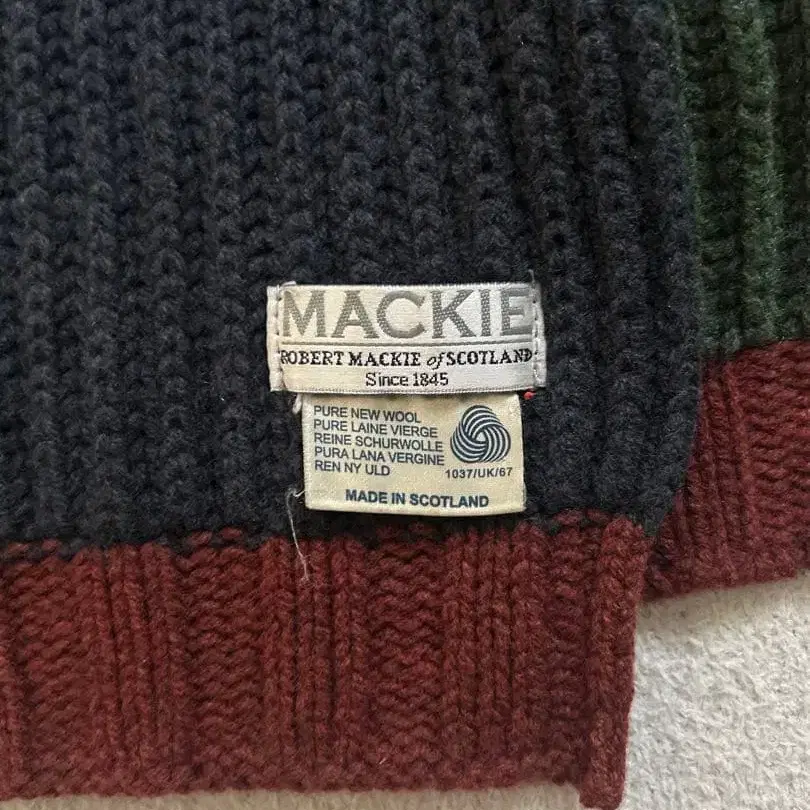 MACKIE
ROBERT MACKIE of SCOTLAND
Since 1845
PURE NEW WOOL
PURE LAINE VIERGE
REINE SCHURWOLLE
PURA LANA VERGINE
REN NY ULD
1037/UK/67
MADE IN SCOTLAND